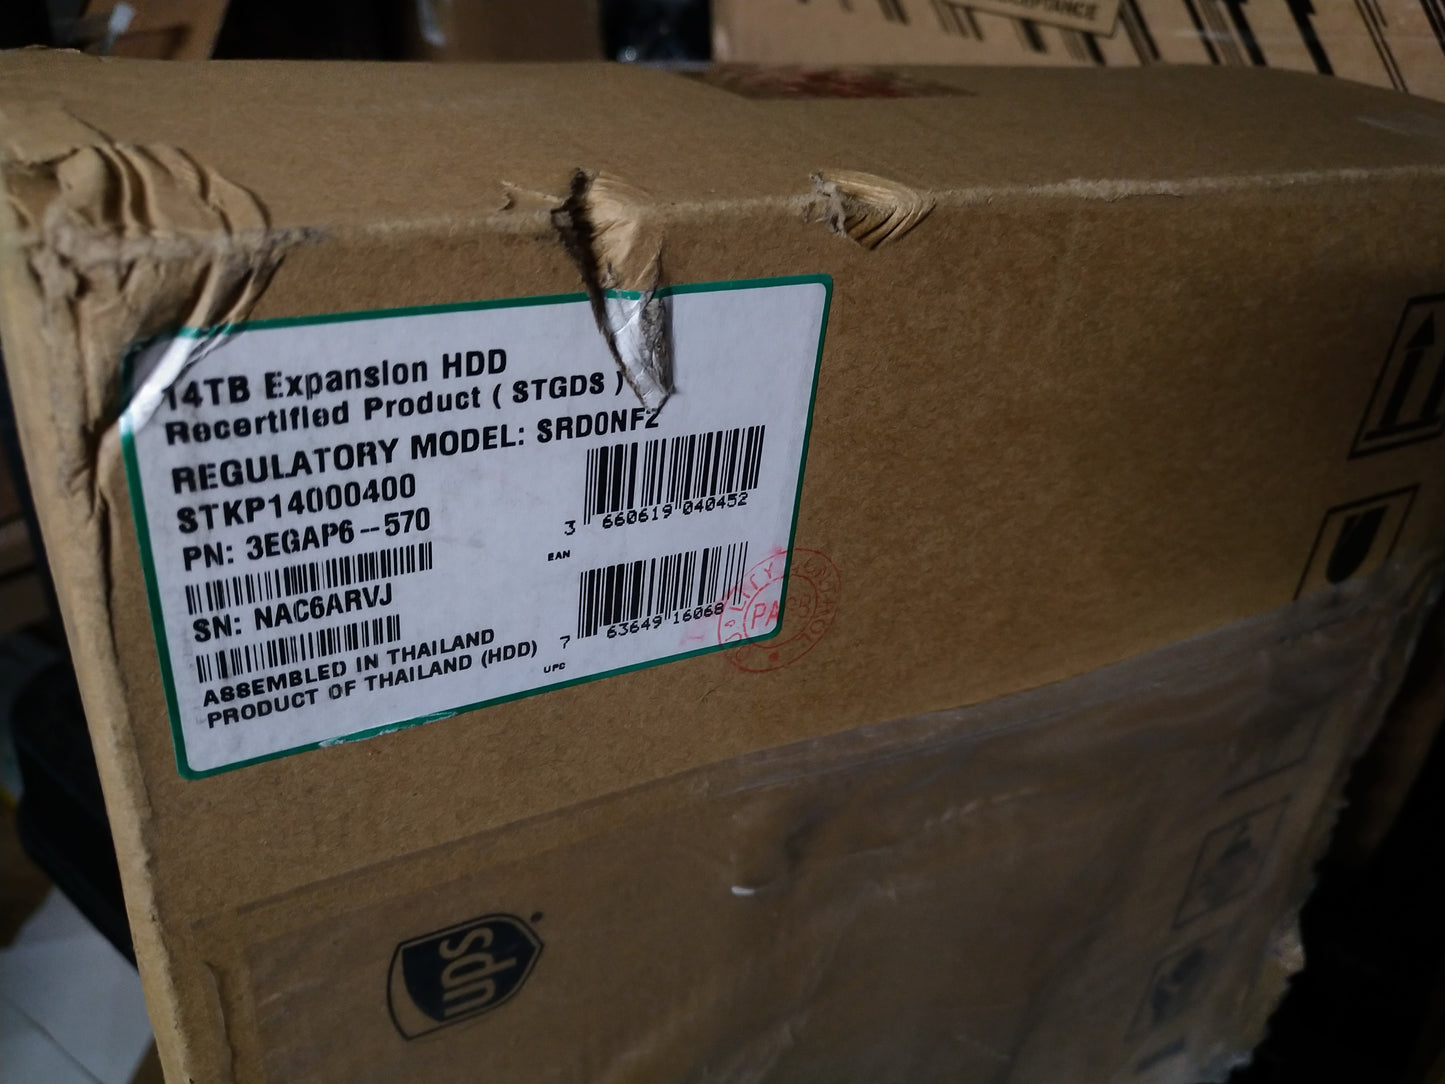 14TB Expansion HDD
Recertified Product ( STGDS )
REGULATORY MODEL: SRD0NF2
STKP14000400
PN: 3EGAP6-570
SN: NAC6ARVJ
ASSEMBLED IN THAILAND
PRODUCT OF THAILAND (HDD)
3 660619 040452
EAN
7 63649 16068
UPC
ups